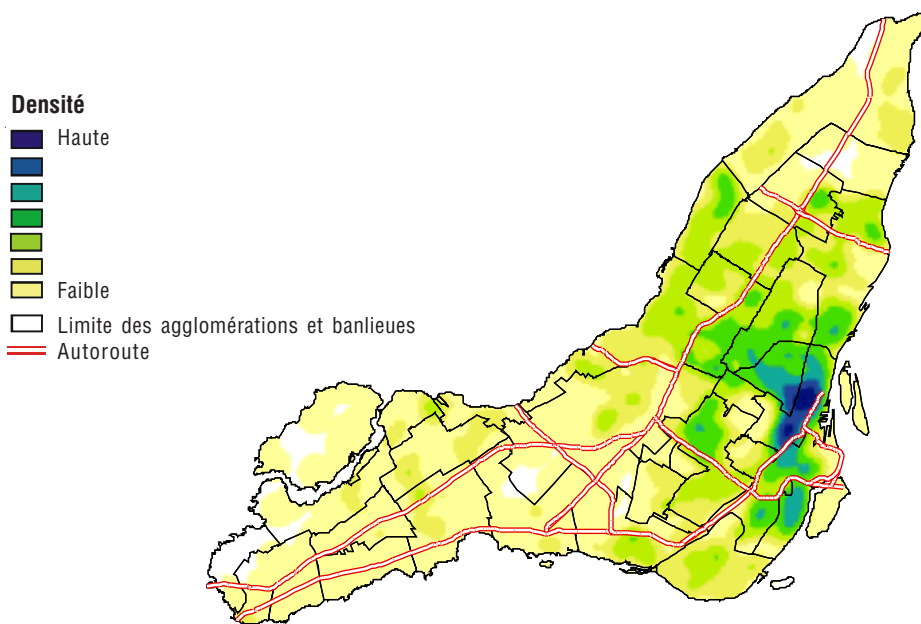 Densité
Haute
Faible
Limite des agglomérations et banlieues
Autoroute